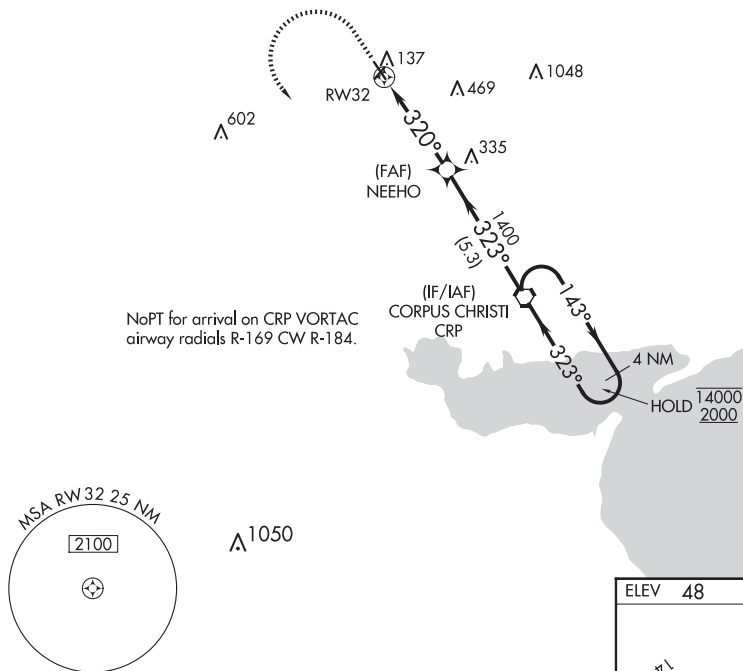 137
1048
469
RW32
602
320°
335
(FAF)
NEEHO
1400
323°
(5.3)
(IF/IAF)
CORPUS CHRISTI
CRP
143°
NoPT for arrival on CRP VORTAC
airway radials R-169 CW R-184.
323°
4 NM
HOLD
14000
2000
MSA RW32 25 NM
2100
1050
ELEV 48